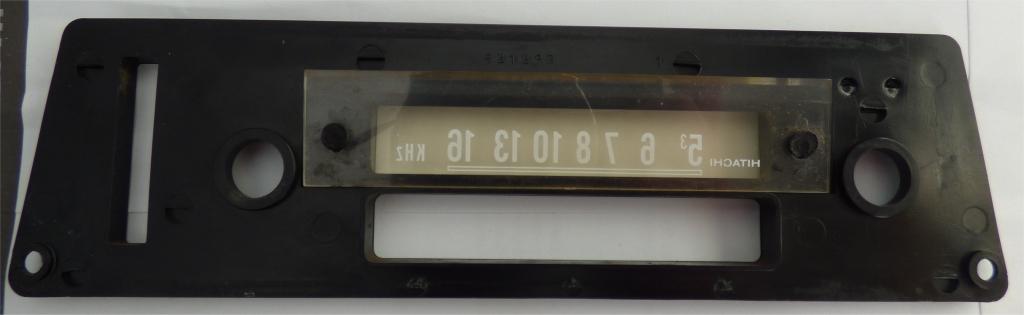 HITACHI 5³ 6 7 8 10 13 16 KHz